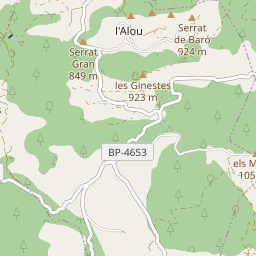 l'Alou
Serrat
de Baró
924 m
Serrat
Gran
849 m
les Ginestes
923 m
BP-4653
els M
105